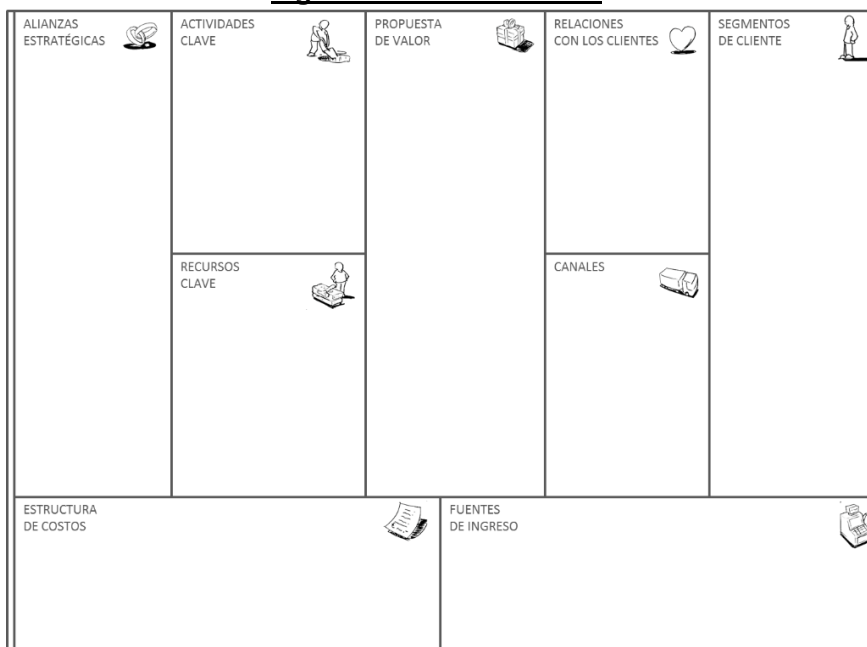 ALIANZAS
ESTRATÉGICAS
ACTIVIDADES
CLAVE
PROPUESTA
DE VALOR
RELACIONES
CON LOS CLIENTES
SEGMENTOS
DE CLIENTE
RECURSOS
CLAVE
CANALES
ESTRUCTURA
DE COSTOS
FUENTES
DE INGRESO